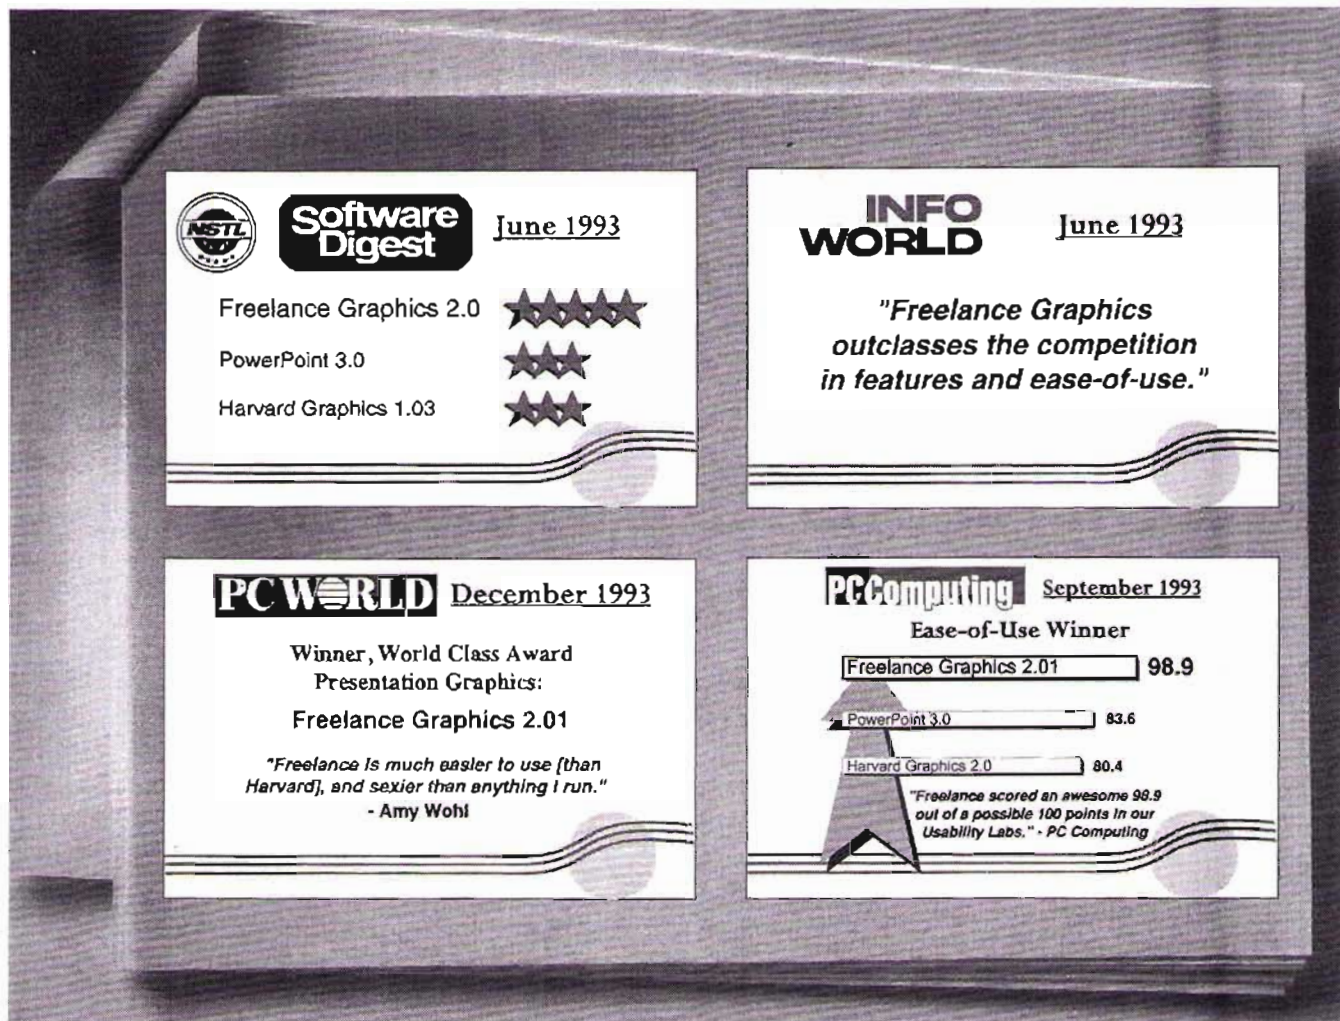 NSTL
Software
Digest
June 1993
Freelance Graphics 2.0
PowerPoint 3.0
Harvard Graphics 1.03
INFO
WORLD
June 1993
"Freelance Graphics
outclasses the competition
in features and ease-of-use."
PC WORLD
December 1993
Winner, World Class Award
Presentation Graphics:
Freelance Graphics 2.01
"Freelance is much easier to use [than
Harvard], and sexier than anything I run."
- Amy Wohl
PC Computing
September 1993
Ease-of-Use Winner
Freelance Graphics 2.01 98.9
PowerPoint 3.0 83.6
Harvard Graphics 2.0 80.4
"Freelance scored an awesome 98.9
out of a possible 100 points in our
Usability Labs." - PC Computing